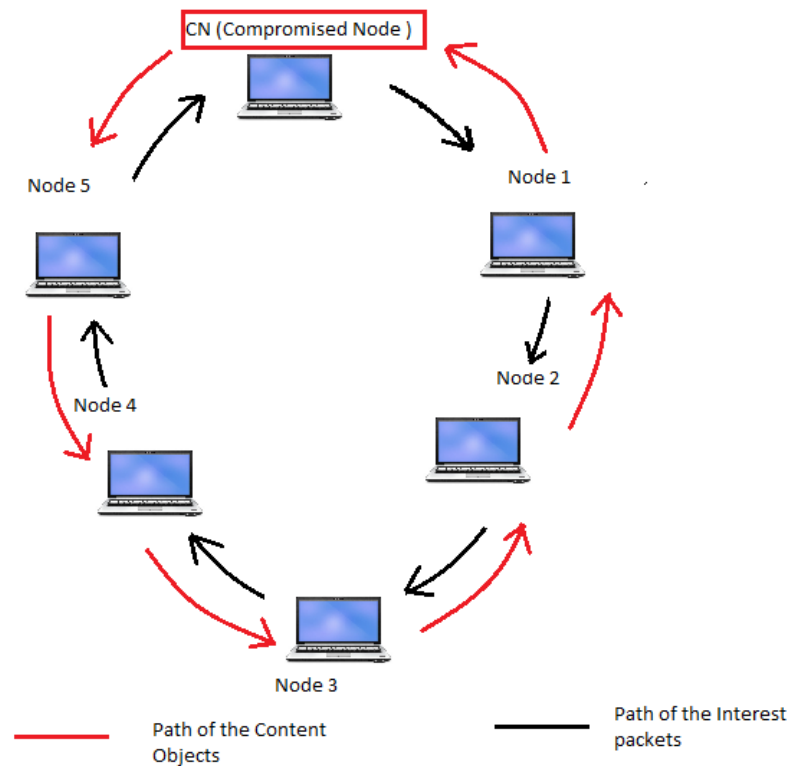 CN (Compromised Node )
Node 5
Node 1
Node 2
Node 4
Node 3
Path of the Content
Objects
Path of the Interest
packets